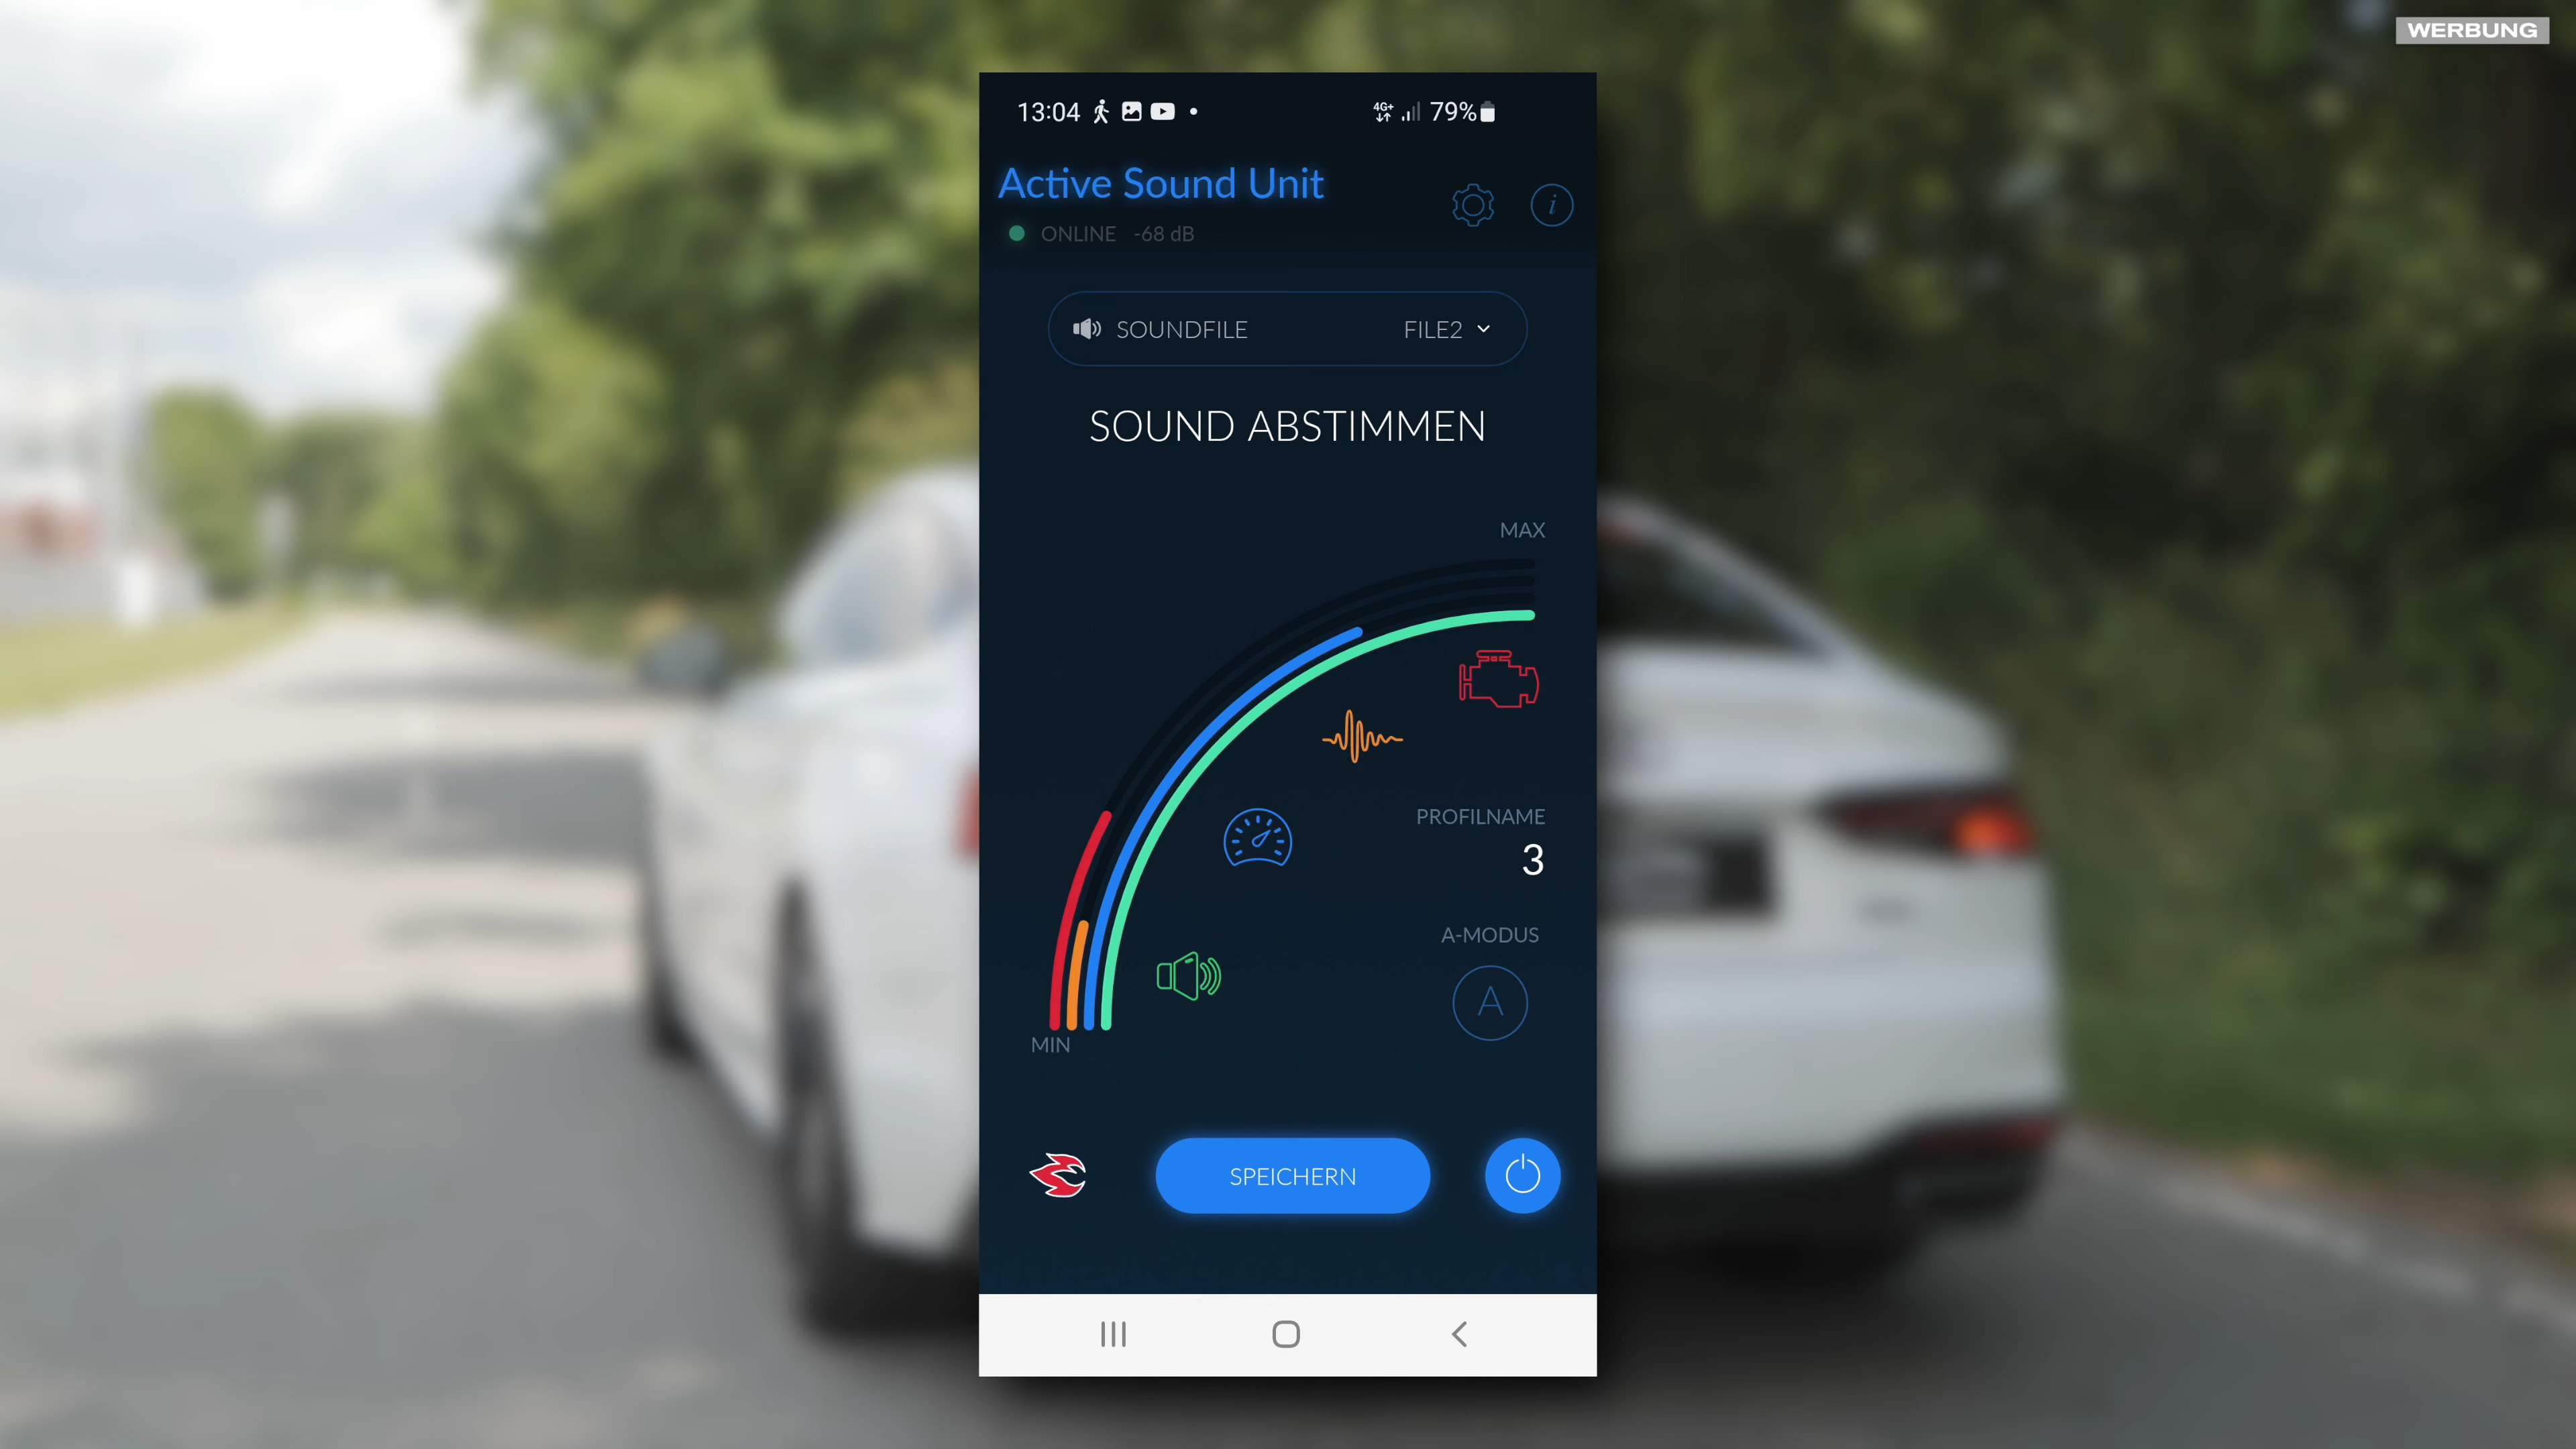 WERBUNG
13:04
4G+ 79%
Active Sound Unit
ONLINE -68 dB
SOUNDFILE FILE2
SOUND ABSTIMMEN
MAX
PROFILNAME
3
A-MODUS
A
MIN
SPEICHERN